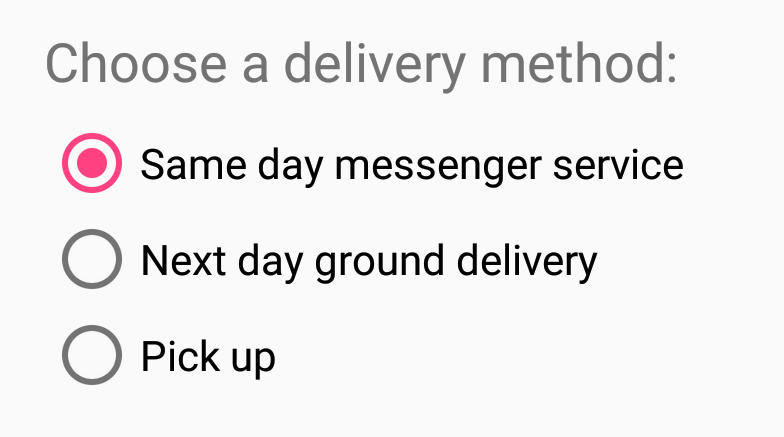 Choose a delivery method:
Same day messenger service
Next day ground delivery
Pick up